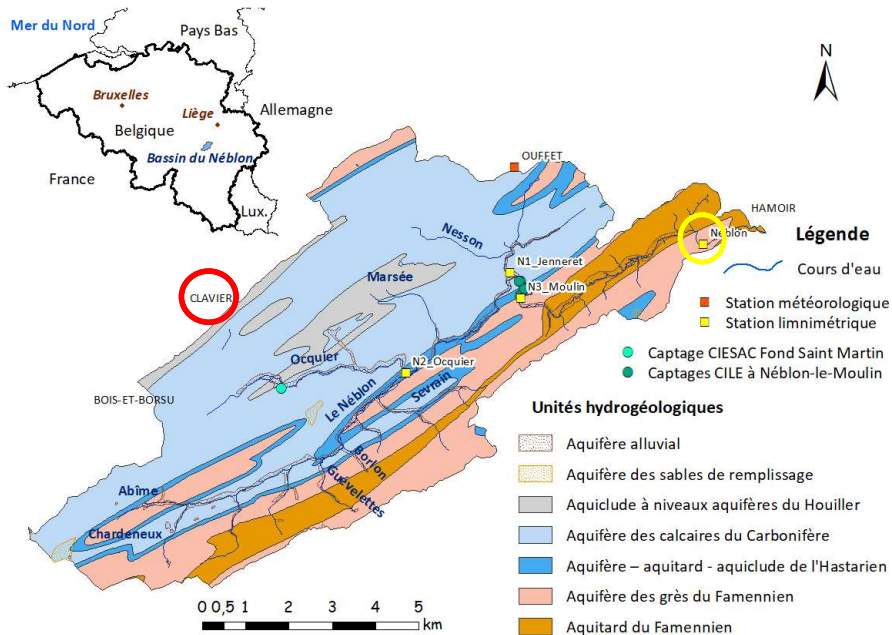 Mer du Nord
Pays Bas
Bruxelles
Liège
Allemagne
Belgique
Bassin du Néblon
France
Lux.
N
OUFFET
HAMOIR
Nesson
Néblon
N1_Jenneret
Marsée
N3_Moulin
CLAVIER
Ocquier
N2_Ocquier
BOIS-ET-BORSU
Le Néblon
Sevrain
Borlon
Guévelettes
Abîme
Chardeneux
0 0,5 1 2 3 4 5
km
Légende
Cours d'eau
Station météorologique
Station limnimétrique
Captage CIESAC Fond Saint Martin
Captages CILE à Néblon-le-Moulin
Unités hydrogéologiques
Aquifère alluvial
Aquifère des sables de remplissage
Aquiclude à niveaux aquifères du Houiller
Aquifère des calcaires du Carbonifère
Aquifère – aquitard - aquiclude de l'Hastarien
Aquifère des grès du Famennien
Aquitard du Famennien